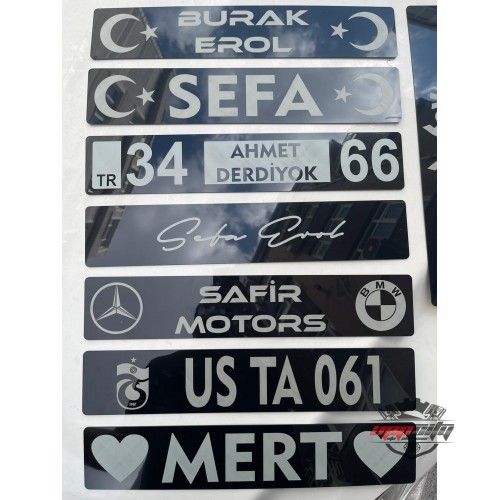 BURAK
EROL
SEFA
TR 34 AHMET DERDİYOK 66
Sefa Erol
SAFİR
MOTORS
BMW
US TA 061
MERT